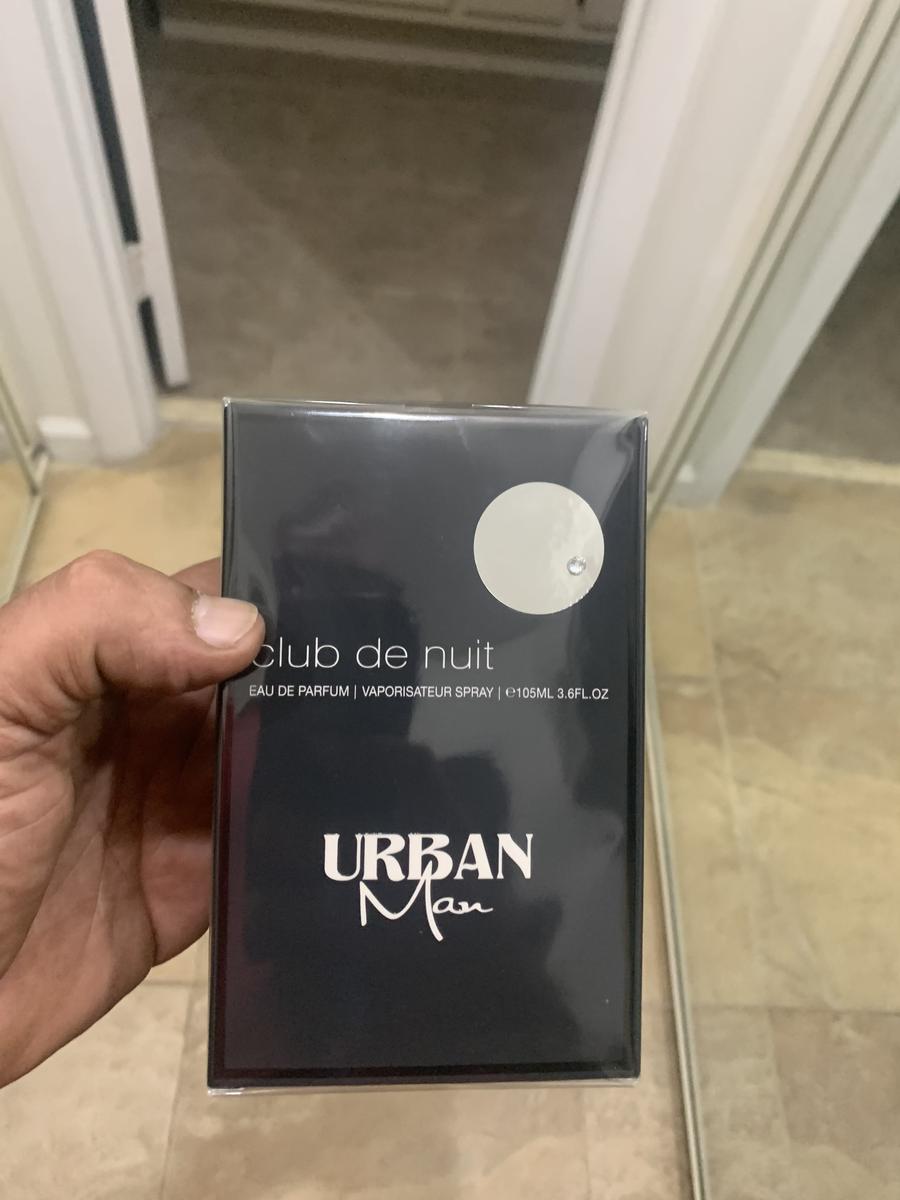 club de nuit
EAU DE PARFUM | VAPORISATEUR SPRAY | ℮105ML 3.6FL.OZ
URBAN
Man